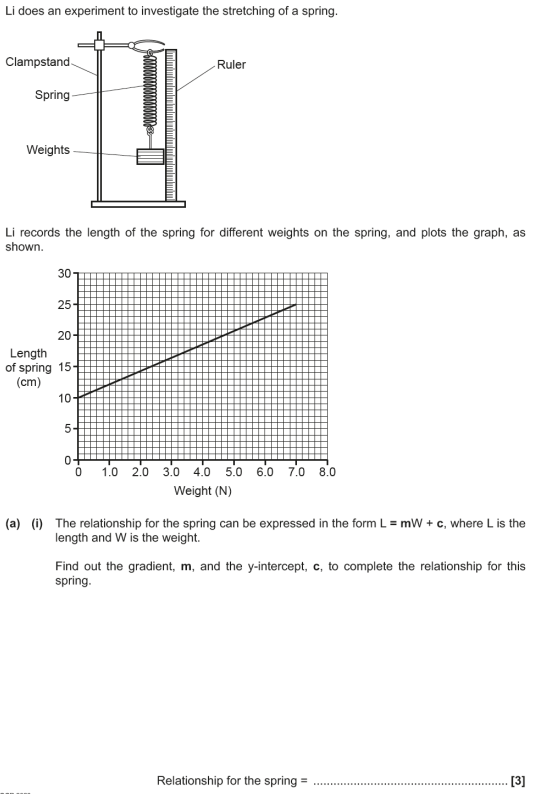 Li does an experiment to investigate the stretching of a spring.
Clampstand
Ruler
Spring
Weights
Li records the length of the spring for different weights on the spring, and plots the graph, as
shown.
30
25
20
Length
of spring 15
(cm)
10
5
0
0 1.0 2.0 3.0 4.0 5.0 6.0 7.0 8.0
Weight (N)
(a) (i) The relationship for the spring can be expressed in the form L = mW + c, where L is the
length and W is the weight.
Find out the gradient, m, and the y-intercept, c, to complete the relationship for this
spring.
Relationship for the spring = .......................................................... [3]